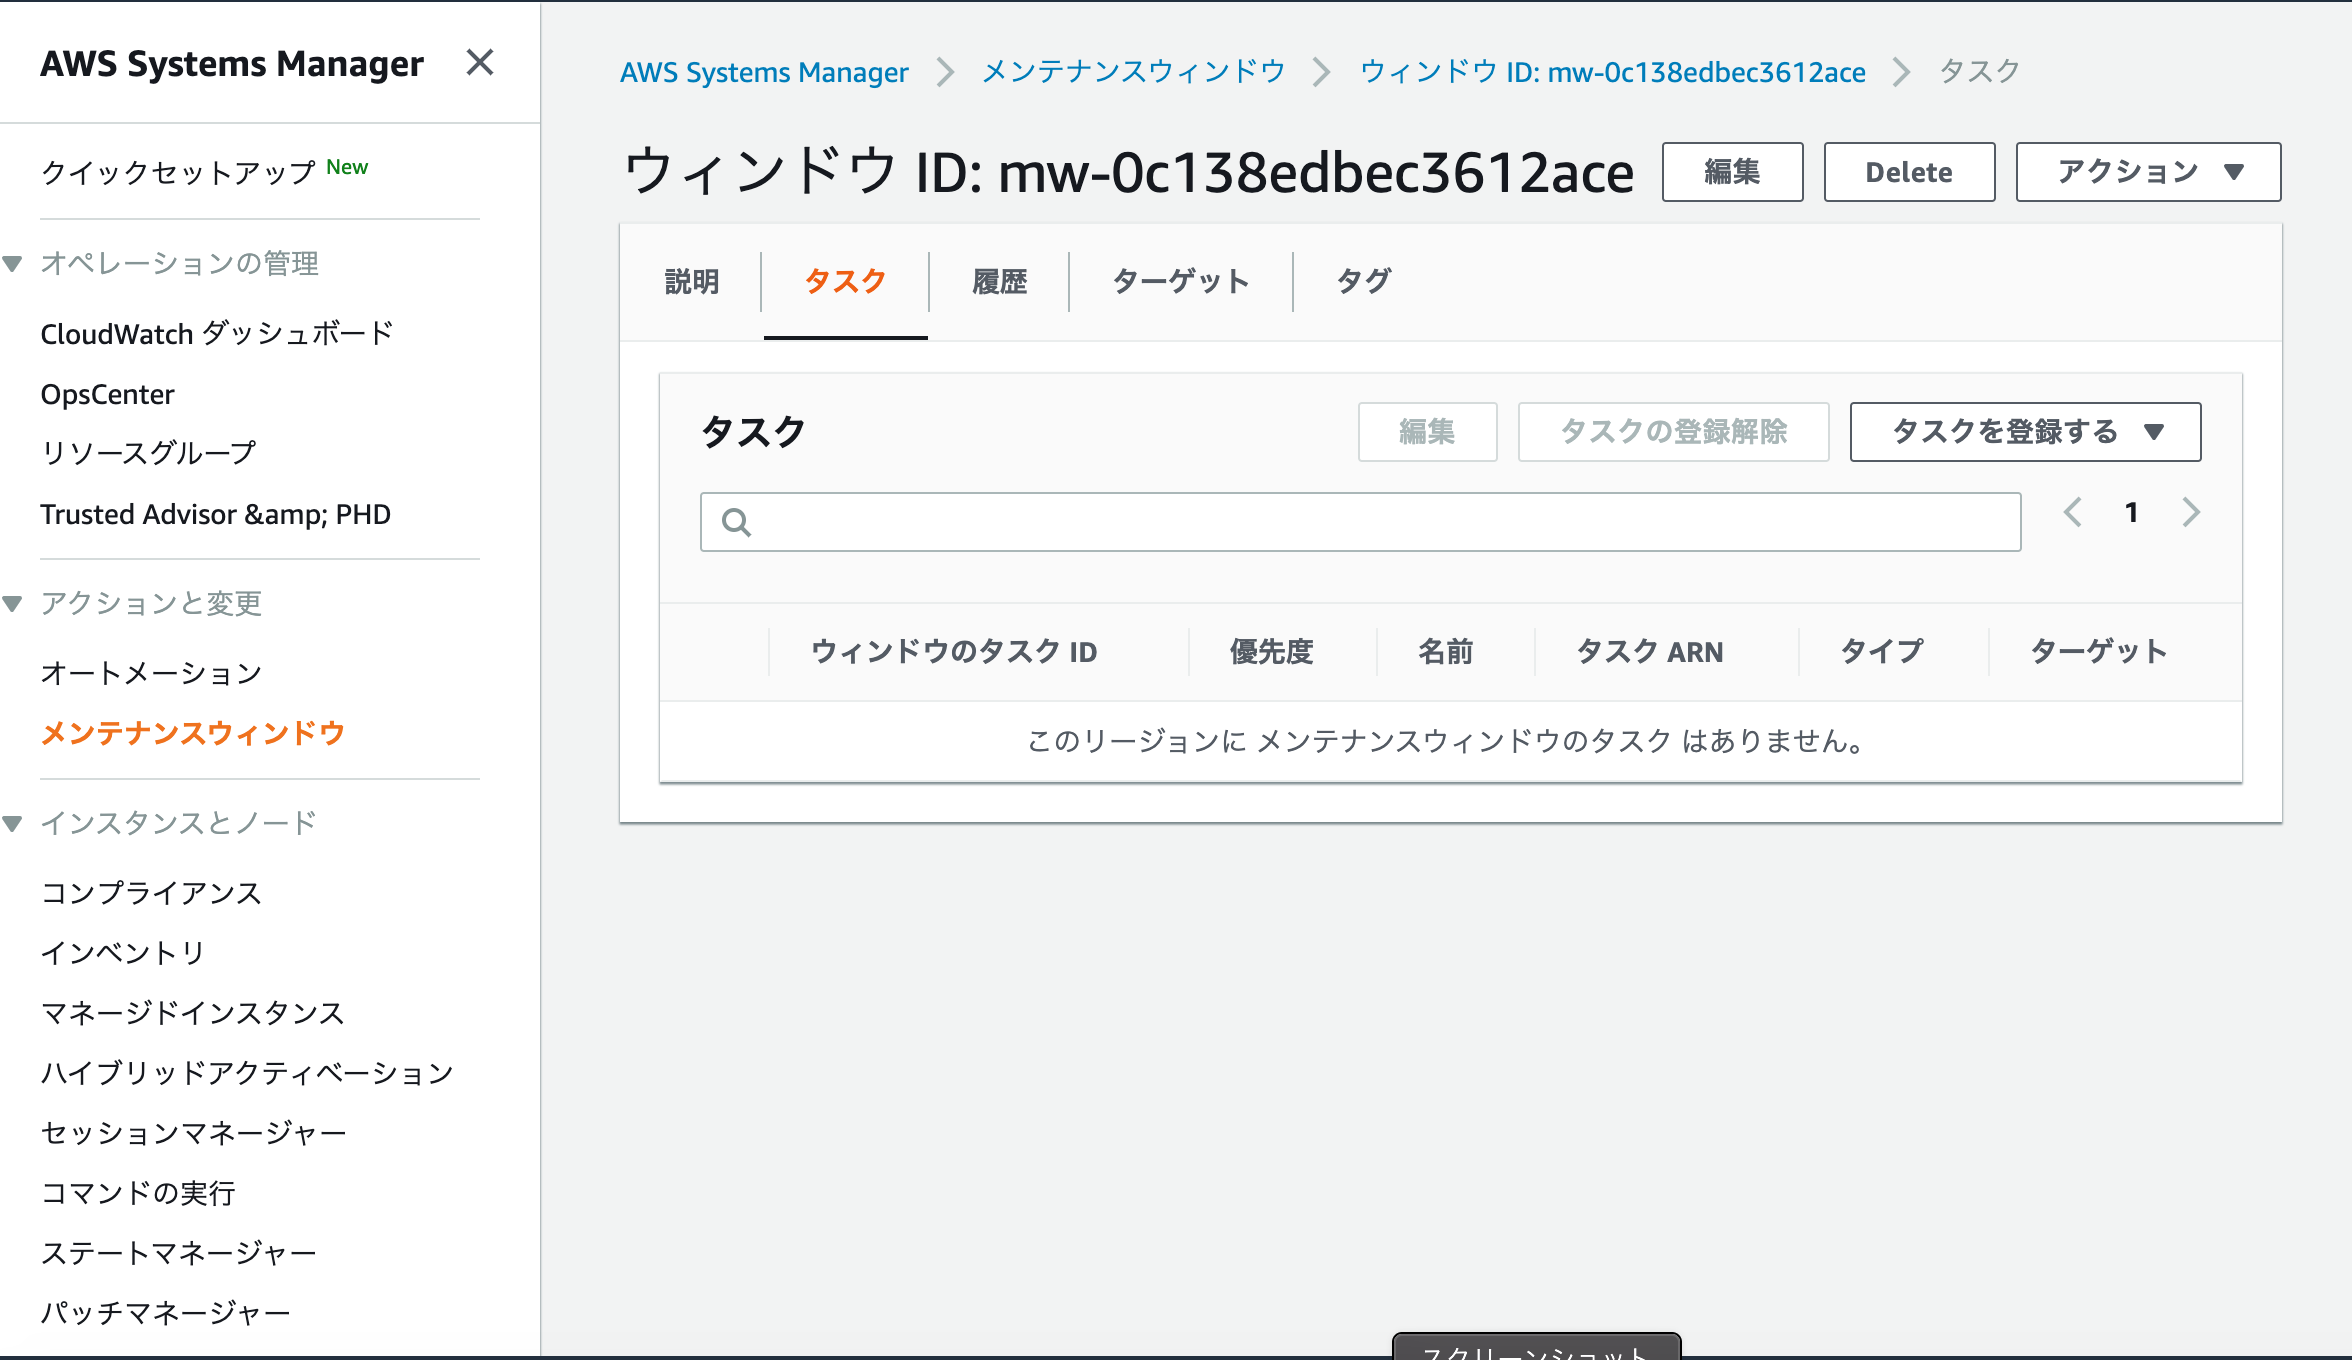 AWS Systems Manager
クイックセットアップ New
オペレーションの管理
CloudWatch ダッシュボード
OpsCenter
リソースグループ
Trusted Advisor &amp; PHD
アクションと変更
オートメーション
メンテナンスウィンドウ
インスタンスとノード
コンプライアンス
インベントリ
マネージドインスタンス
ハイブリッドアクティベーション
セッションマネージャー
コマンドの実行
ステートマネージャー
パッチマネージャー
AWS Systems Manager メンテナンスウィンドウ ウィンドウ ID: mw-0c138edbec3612ace タスク
ウィンドウ ID: mw-0c138edbec3612ace 編集 Delete アクション
説明 タスク 履歴 ターゲット タグ
タスク 編集 タスクの登録解除 タスクを登録する
1
ウィンドウのタスク ID 優先度 名前 タスク ARN タイプ ターゲット
このリージョンに メンテナンスウィンドウのタスク はありません。
スクリーンショット